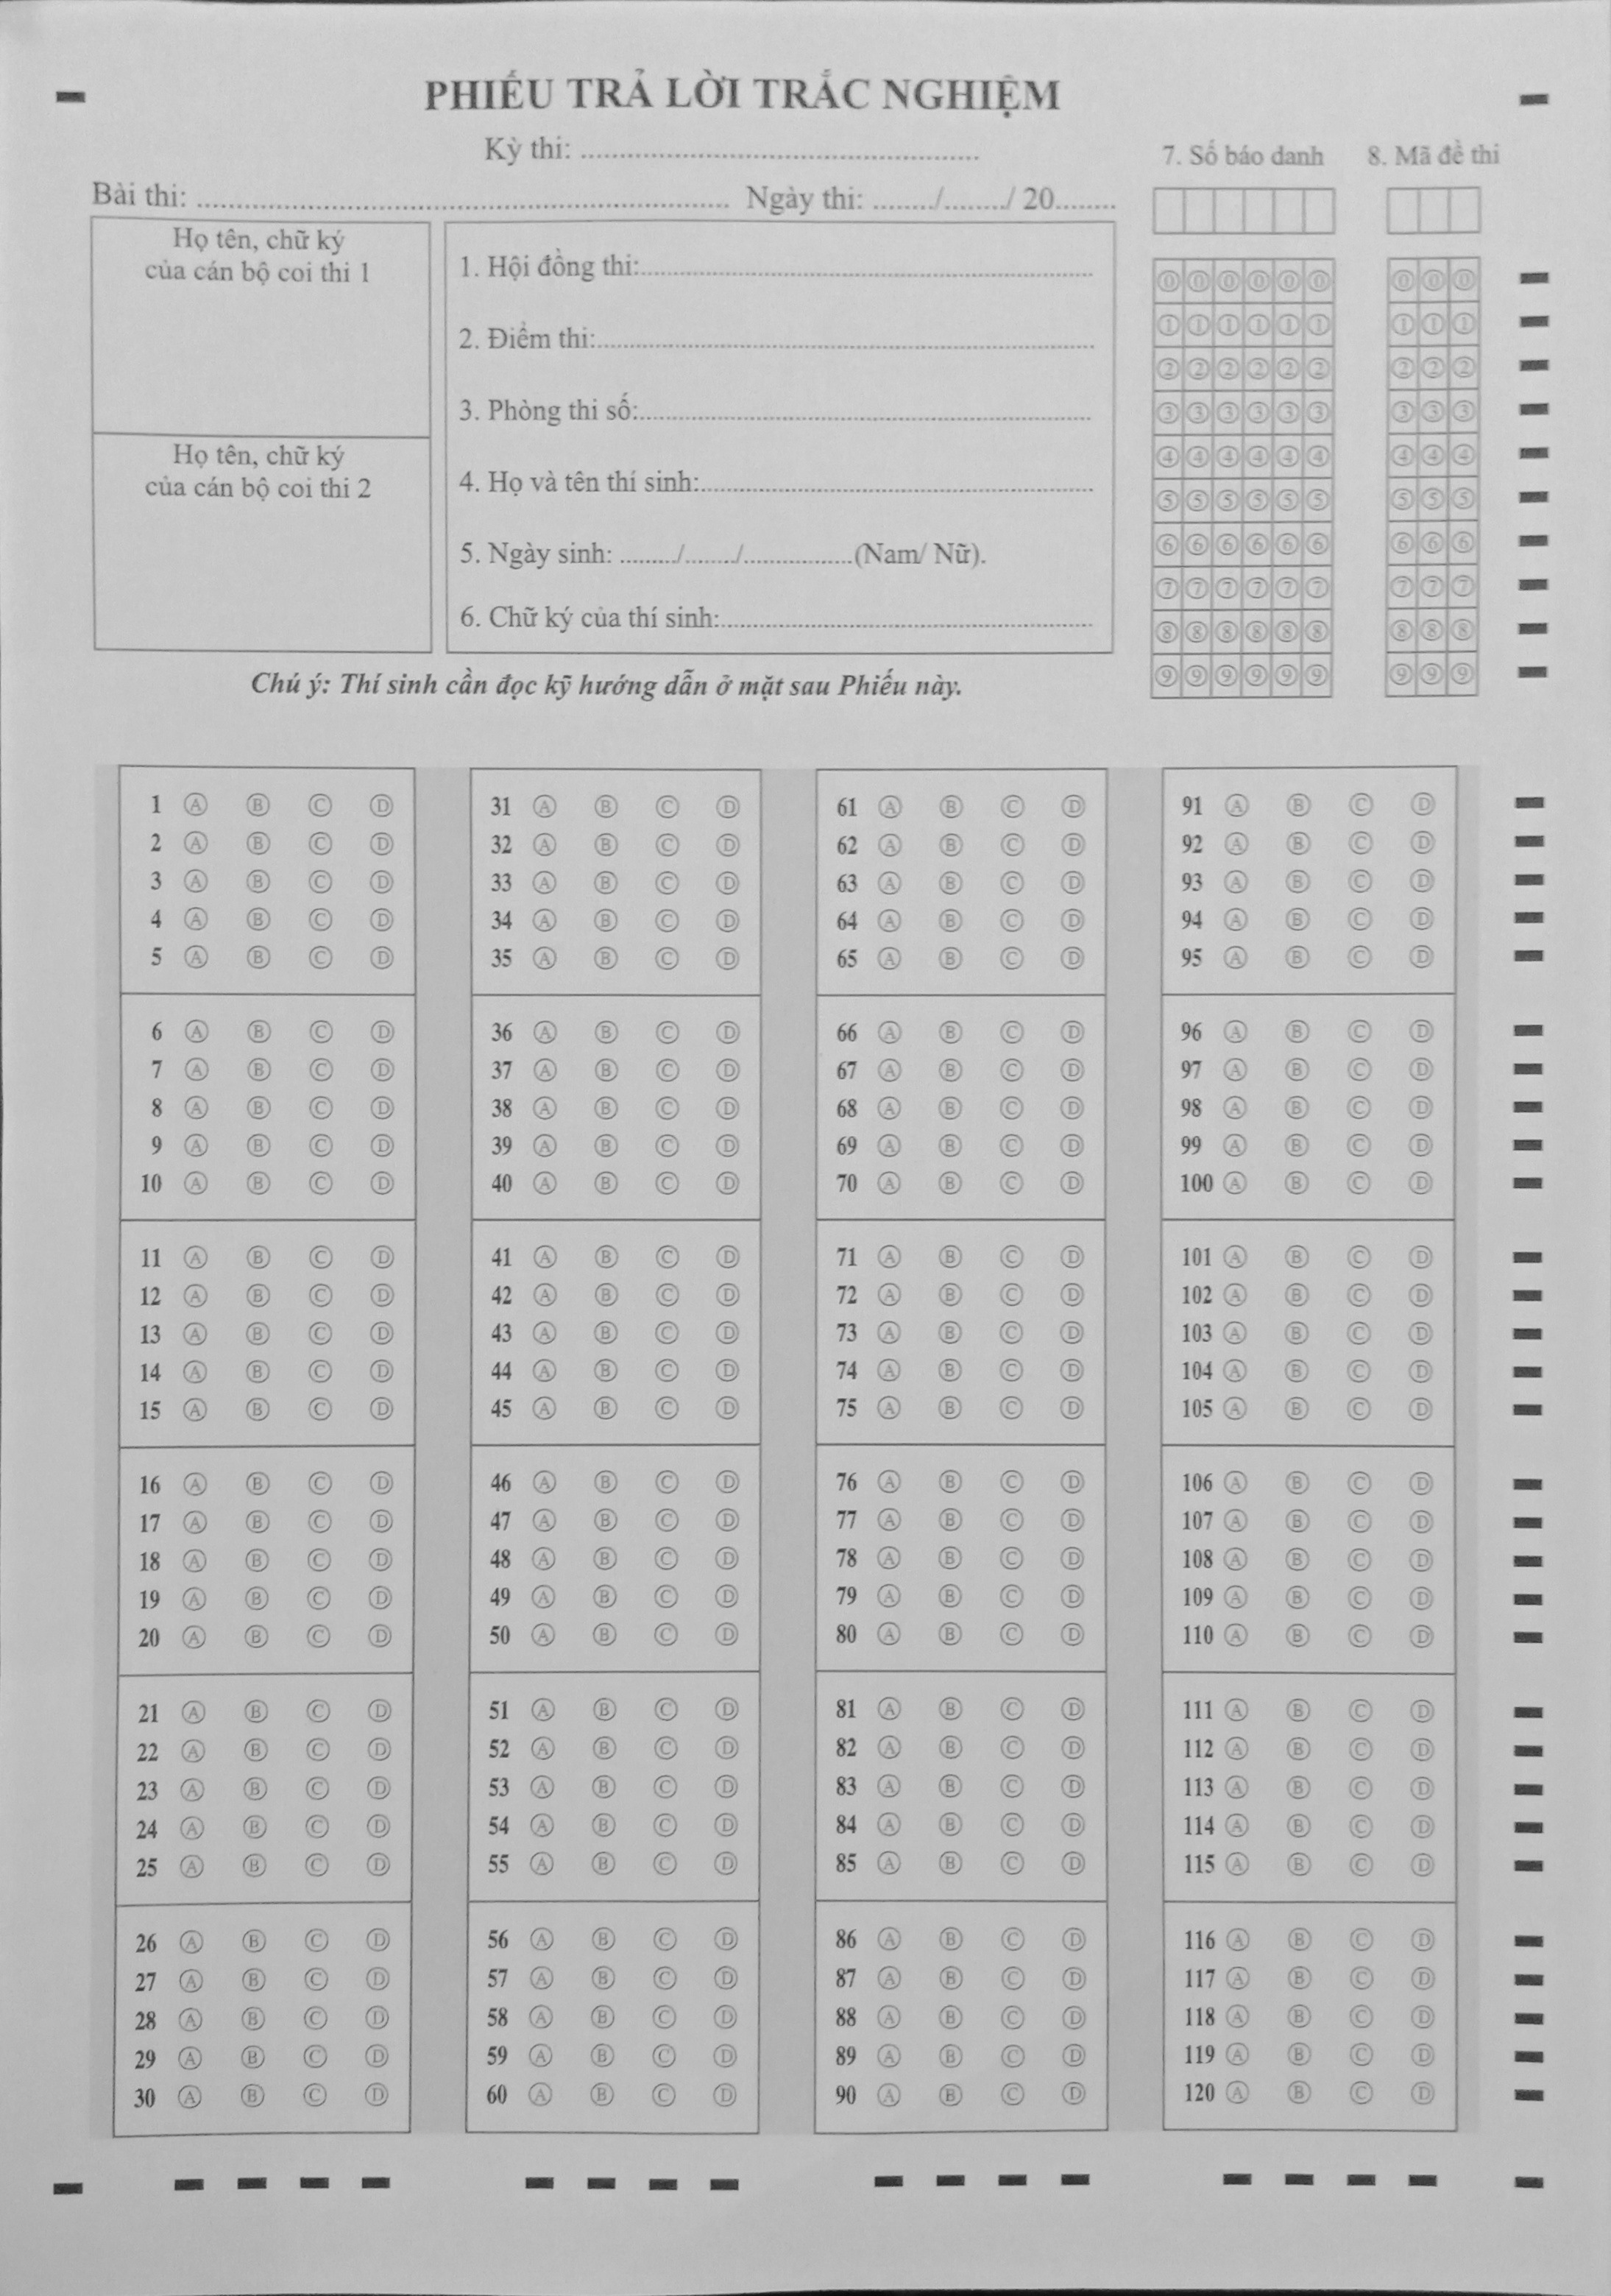 PHIẾU TRẢ LỜI TRẮC NGHIỆM
Kỳ thi: ....................................................
Bài thi: ...................................................................... Ngày thi: ......../......../ 20........
7. Số báo danh
8. Mã đề thi
Họ tên, chữ ký
của cán bộ coi thi 1
Họ tên, chữ ký
của cán bộ coi thi 2
1. Hội đồng thi:............................................................
2. Điểm thi:..................................................................
3. Phòng thi số:............................................................
4. Họ và tên thí sinh:....................................................
5. Ngày sinh: ......../......./...............(Nam/ Nữ).
6. Chữ ký của thí sinh:.................................................
0 0 0 0 0 0 0 0 0
1 1 1 1 1 1 1 1 1
2 2 2 2 2 2 2 2 2
3 3 3 3 3 3 3 3 3
4 4 4 4 4 4 4 4 4
5 5 5 5 5 5 5 5 5
6 6 6 6 6 6 6 6 6
7 7 7 7 7 7 7 7 7
8 8 8 8 8 8 8 8 8
9 9 9 9 9 9 9 9 9
Chú ý: Thí sinh cần đọc kỹ hướng dẫn ở mặt sau Phiếu này.
1 A B C D
2 A B C D
3 A B C D
4 A B C D
5 A B C D
6 A B C D
7 A B C D
8 A B C D
9 A B C D
10 A B C D
11 A B C D
12 A B C D
13 A B C D
14 A B C D
15 A B C D
16 A B C D
17 A B C D
18 A B C D
19 A B C D
20 A B C D
21 A B C D
22 A B C D
23 A B C D
24 A B C D
25 A B C D
26 A B C D
27 A B C D
28 A B C D
29 A B C D
30 A B C D
31 A B C D
32 A B C D
33 A B C D
34 A B C D
35 A B C D
36 A B C D
37 A B C D
38 A B C D
39 A B C D
40 A B C D
41 A B C D
42 A B C D
43 A B C D
44 A B C D
45 A B C D
46 A B C D
47 A B C D
48 A B C D
49 A B C D
50 A B C D
51 A B C D
52 A B C D
53 A B C D
54 A B C D
55 A B C D
56 A B C D
57 A B C D
58 A B C D
59 A B C D
60 A B C D
61 A B C D
62 A B C D
63 A B C D
64 A B C D
65 A B C D
66 A B C D
67 A B C D
68 A B C D
69 A B C D
70 A B C D
71 A B C D
72 A B C D
73 A B C D
74 A B C D
75 A B C D
76 A B C D
77 A B C D
78 A B C D
79 A B C D
80 A B C D
81 A B C D
82 A B C D
83 A B C D
84 A B C D
85 A B C D
86 A B C D
87 A B C D
88 A B C D
89 A B C D
90 A B C D
91 A B C D
92 A B C D
93 A B C D
94 A B C D
95 A B C D
96 A B C D
97 A B C D
98 A B C D
99 A B C D
100 A B C D
101 A B C D
102 A B C D
103 A B C D
104 A B C D
105 A B C D
106 A B C D
107 A B C D
108 A B C D
109 A B C D
110 A B C D
111 A B C D
112 A B C D
113 A B C D
114 A B C D
115 A B C D
116 A B C D
117 A B C D
118 A B C D
119 A B C D
120 A B C D